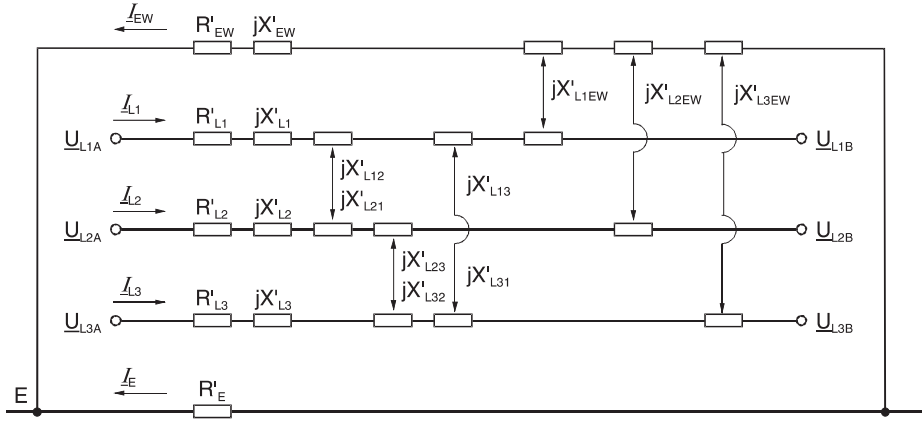 I_EW R'_EW jX'_EW
jX'_L1EW jX'_L2EW jX'_L3EW
I_L1 R'_L1 jX'_L1
U_L1A U_L1B
jX'_L12 jX'_L13
I_L2 R'_L2 jX'_L2 jX'_L21
U_L2A U_L2B
jX'_L23
I_L3 R'_L3 jX'_L3 jX'_L32 jX'_L31
U_L3A U_L3B
I_E R'_E
E